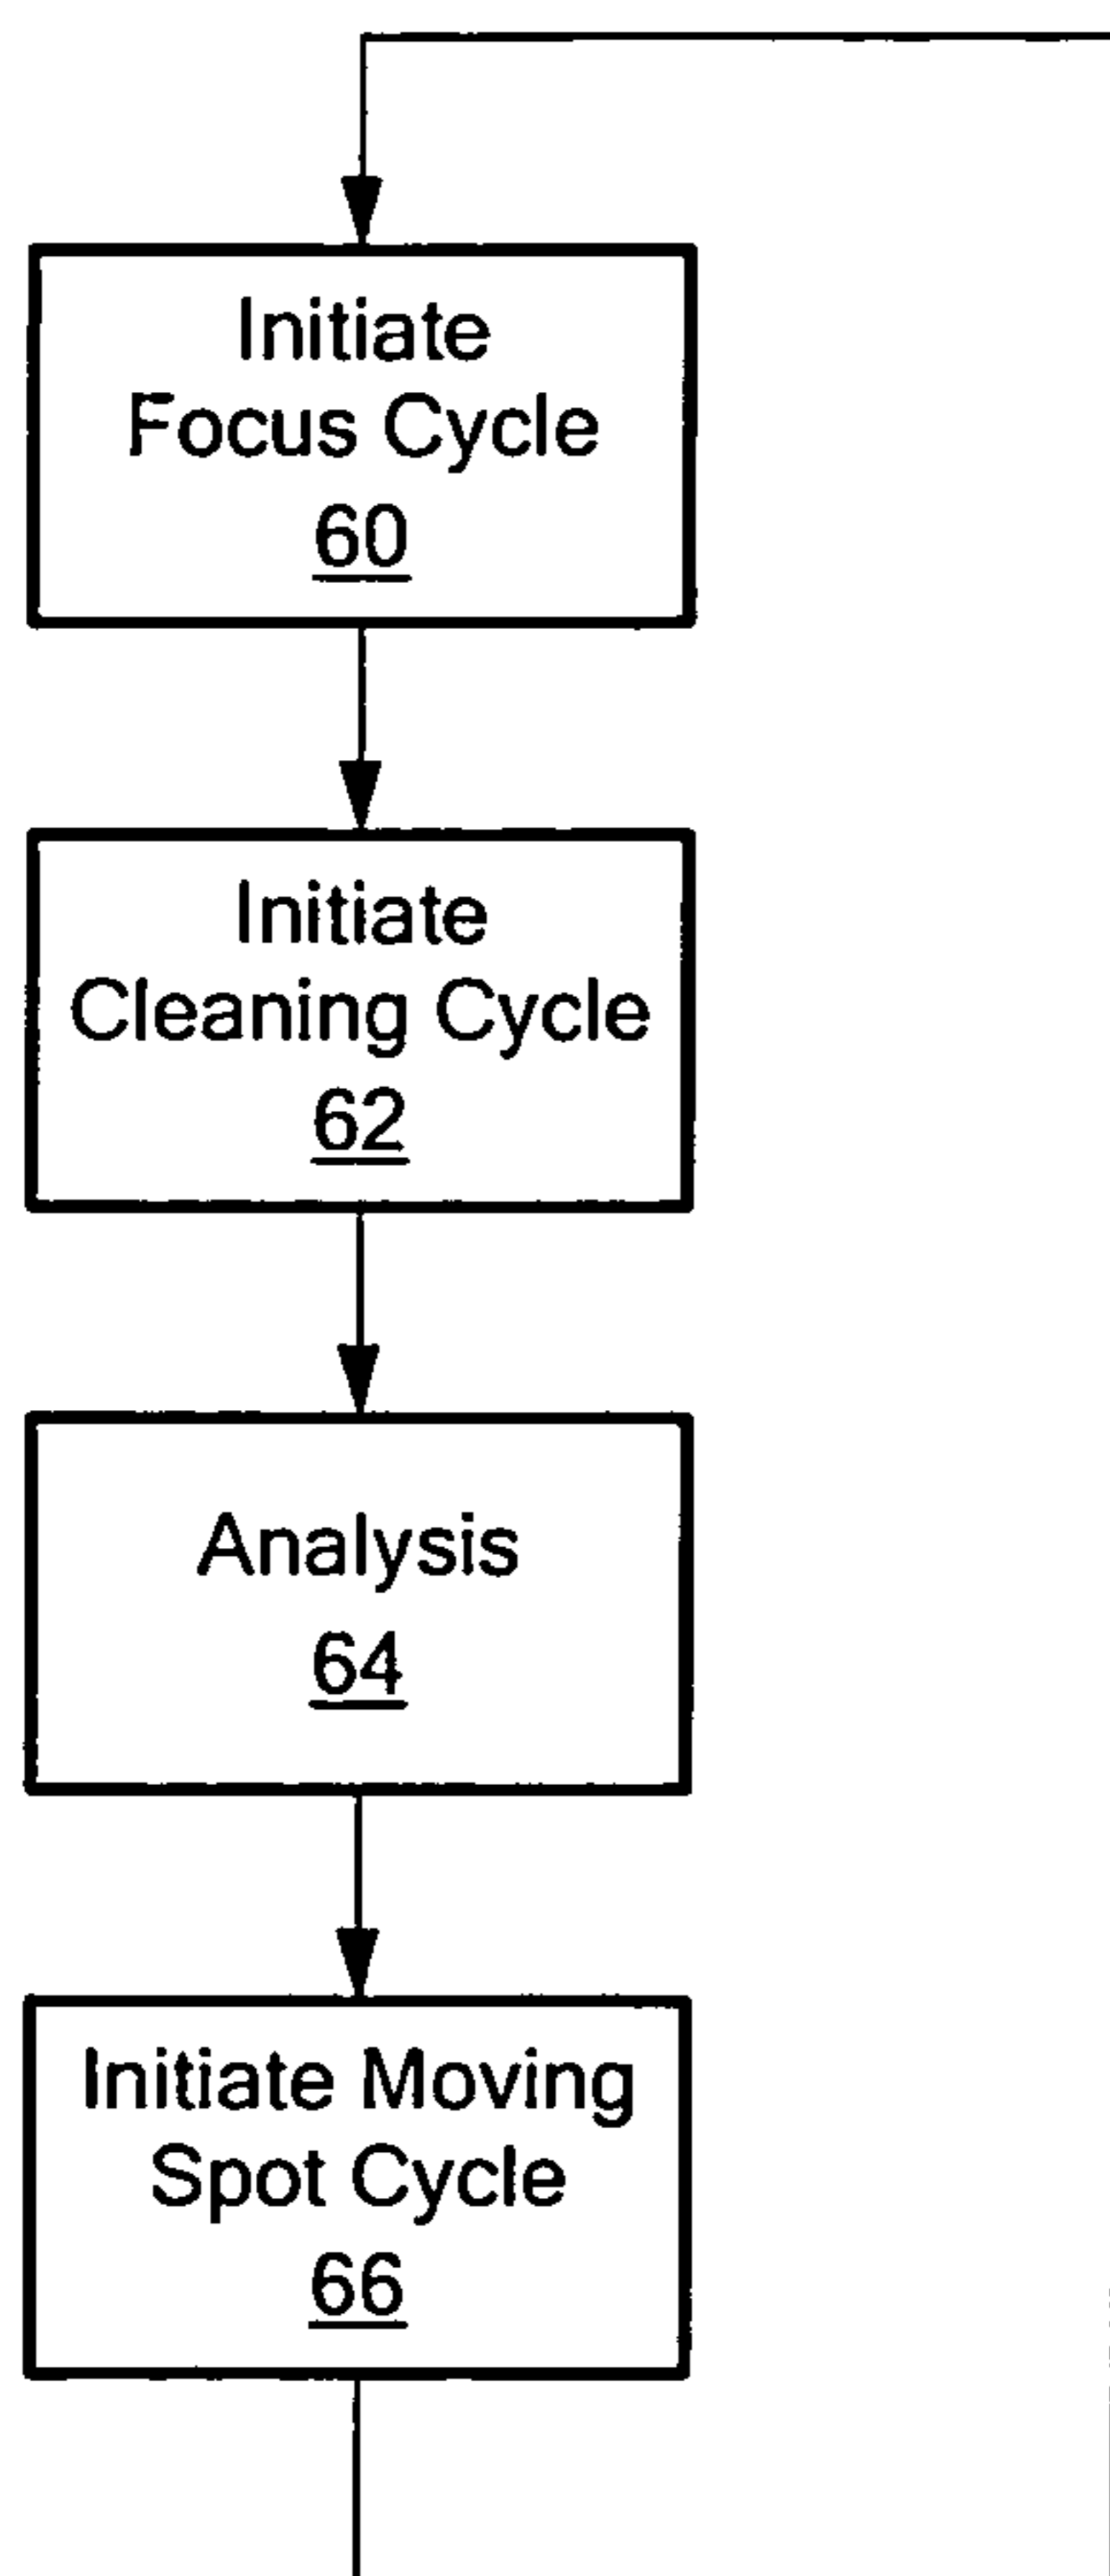 Initiate
Focus Cycle
60
Initiate
Cleaning Cycle
62
Analysis
64
Initiate Moving
Spot Cycle
66